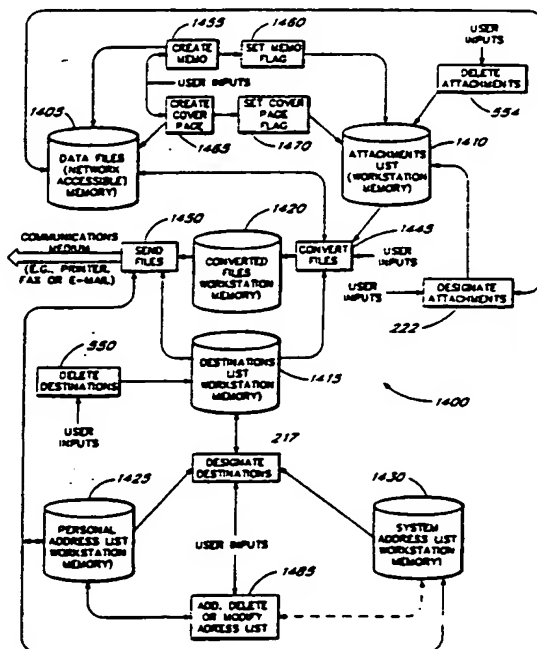 1455
1460
CREATE
MEMO
SET MEMO
FLAG
USER
INPUTS
DELETE
ATTACHMENTS
554
USER INPUTS
1405
CREATE
COVER
PAGE
SET COVER
PAGE
FLAG
1465
1470
1410
DATA FILES
(NETWORK
ACCESSIBLE)
MEMORY)
ATTACHMENTS
LIST
(WORKSTATION
MEMORY)
1450
1420
1445
COMMUNICATIONS
MEDIUM
(E.G., PRINTER,
FAX OR E-MAIL)
SEND
FILES
CONVERTED
FILES
WORKSTATION
MEMORY)
CONVERT
FILES
USER
INPUTS
USER
INPUTS
DESIGNATE
ATTACHMENTS
222
550
DELETE
DESTINATIONS
USER
INPUTS
DESTINATIONS
LIST
WORKSTATION
MEMORY)
1415
1400
217
DESIGNATE
DESTINATIONS
1425
1430
PERSONAL
ADDRESS LIST
WORKSTATION
MEMORY)
SYSTEM
ADDRESS LIST
WORKSTATION
MEMORY)
USER INPUTS
1485
ADD, DELETE
OR MODIFY
ADRESS LIST